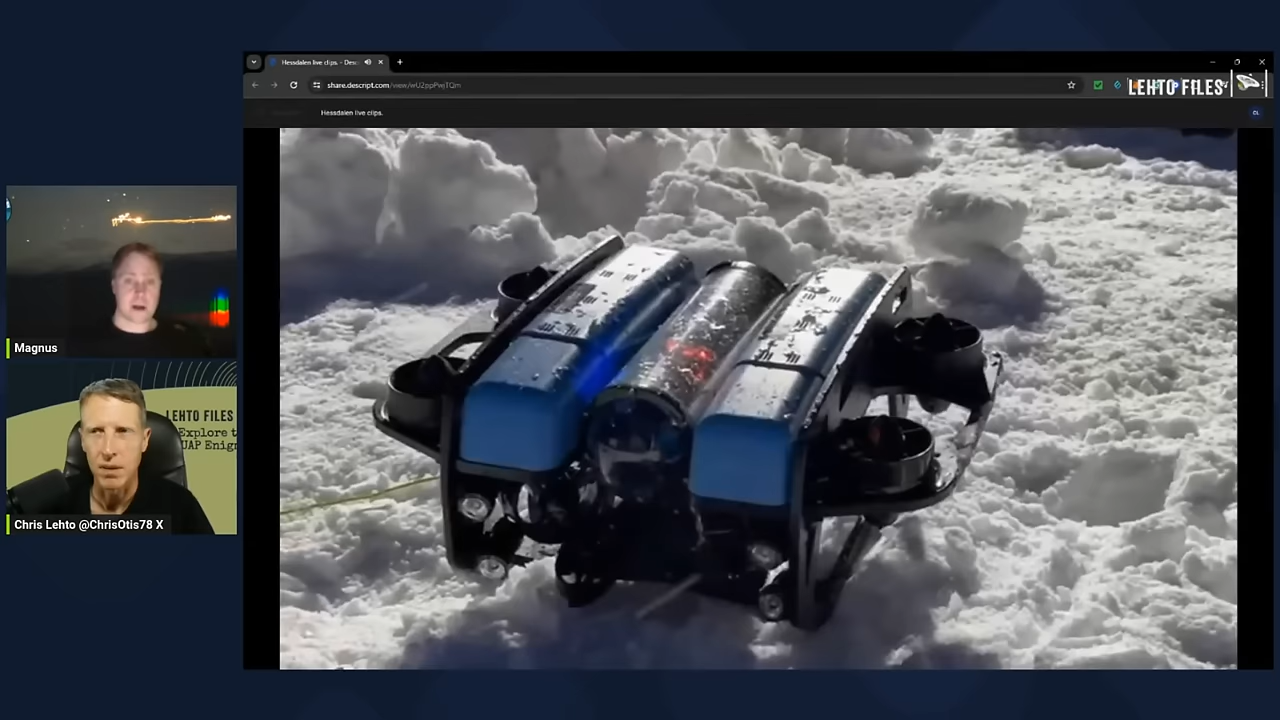 Hessdalen live clips. - Desc
share.descript.com/view/wU2ppPwjTQm
LEHTO FILES
Hessdalen live clips.
CL
Magnus
LEHTO FILES
Explore t
UAP Enig
Chris Lehto @ChrisOtis78 X